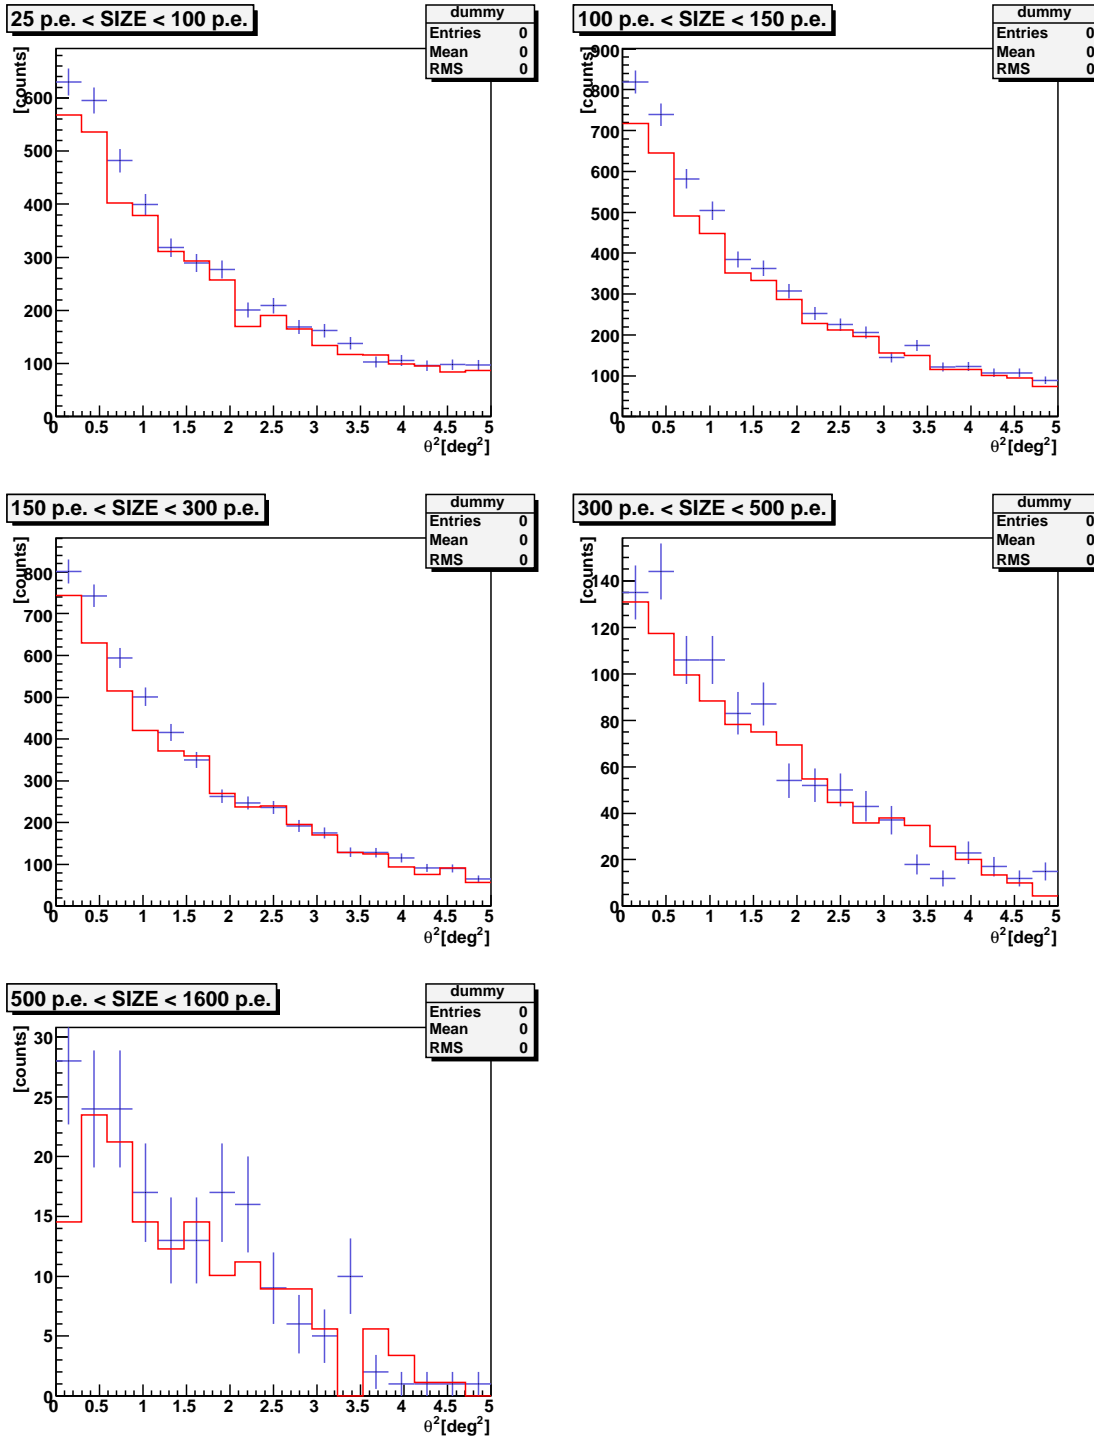 25 p.e. < SIZE < 100 p.e.
dummy
Entries 0
Mean 0
RMS 0
[counts]
600
500
400
300
200
100
0
0 0.5 1 1.5 2 2.5 3 3.5 4 4.5 5
θ²[deg²]
100 p.e. < SIZE < 150 p.e.
dummy
Entries 0
Mean 0
RMS 0
[counts]
900
800
700
600
500
400
300
200
100
0
0 0.5 1 1.5 2 2.5 3 3.5 4 4.5 5
θ²[deg²]
150 p.e. < SIZE < 300 p.e.
dummy
Entries 0
Mean 0
RMS 0
[counts]
800
700
600
500
400
300
200
100
0
0 0.5 1 1.5 2 2.5 3 3.5 4 4.5 5
θ²[deg²]
300 p.e. < SIZE < 500 p.e.
dummy
Entries 0
Mean 0
RMS 0
[counts]
140
120
100
80
60
40
20
0
0 0.5 1 1.5 2 2.5 3 3.5 4 4.5 5
θ²[deg²]
500 p.e. < SIZE < 1600 p.e.
dummy
Entries 0
Mean 0
RMS 0
[counts]
30
25
20
15
10
5
0
0 0.5 1 1.5 2 2.5 3 3.5 4 4.5 5
θ²[deg²]